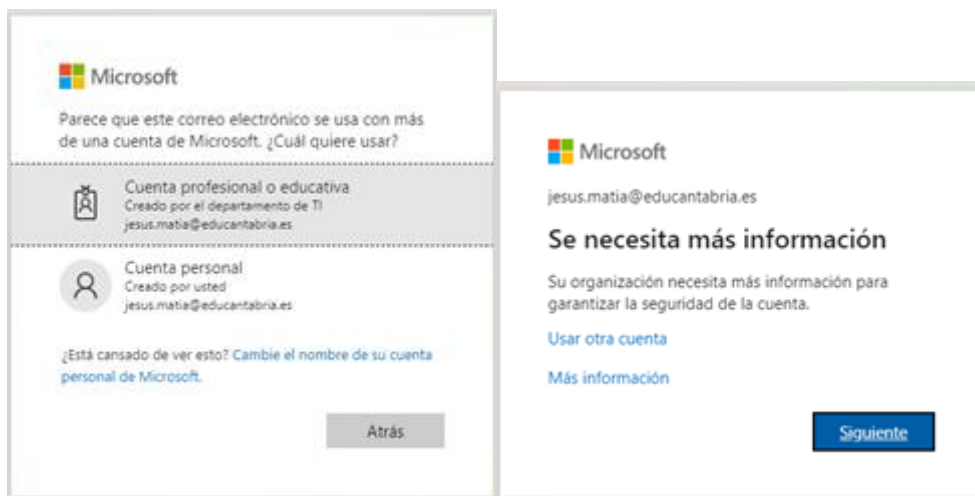 Microsoft
Parece que este correo electrónico se usa con más
de una cuenta de Microsoft. ¿Cuál quiere usar?
Cuenta profesional o educativa
Creado por el departamento de TI
jesus.matia@educantabria.es
Cuenta personal
Creado por usted
jesus.matia@educantabria.es
¿Está cansado de ver esto? Cambie el nombre de su cuenta
personal de Microsoft.
Atrás
Microsoft
jesus.matia@educantabria.es
Se necesita más información
Su organización necesita más información para
garantizar la seguridad de la cuenta.
Usar otra cuenta
Más información
Siguiente